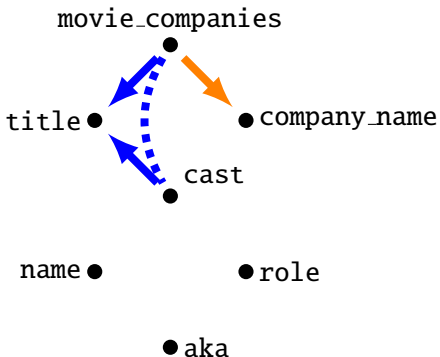 movie_companies
title
company_name
cast
name
role
aka